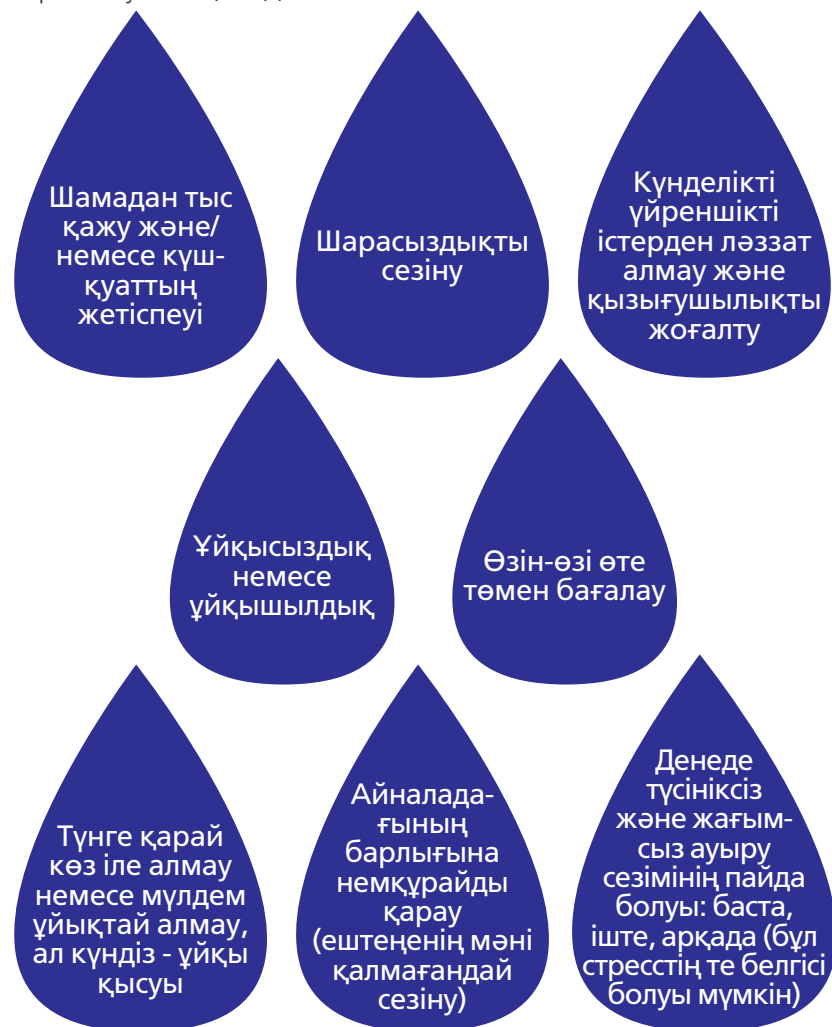 Шамадан тыс
қажу және/
немесе күш-
қуаттың
жетіспеуі
Шарасыздықты
сезіну
Күнделікті
үйреншікті
істерден ләззат
алмау және
қызығушылықты
жоғалту
Ұйқысыздық
немесе
ұйқышылдық
Өзін-өзі өте
төмен бағалау
Түнге қарай
көз іле алмау
немесе мүлдем
ұйықтай алмау,
ал күндіз - ұйқы
қысуы
Айналада-
ғының
барлығына
немқұрайды
қарау
(ештеңенің мәні
қалмағандай
сезіну)
Денеде
түсініксіз
және жағым-
сыз ауыру
сезімінің пайда
болуы: баста,
іште, арқада (бұл
стресстің те белгісі
болуы мүмкін)